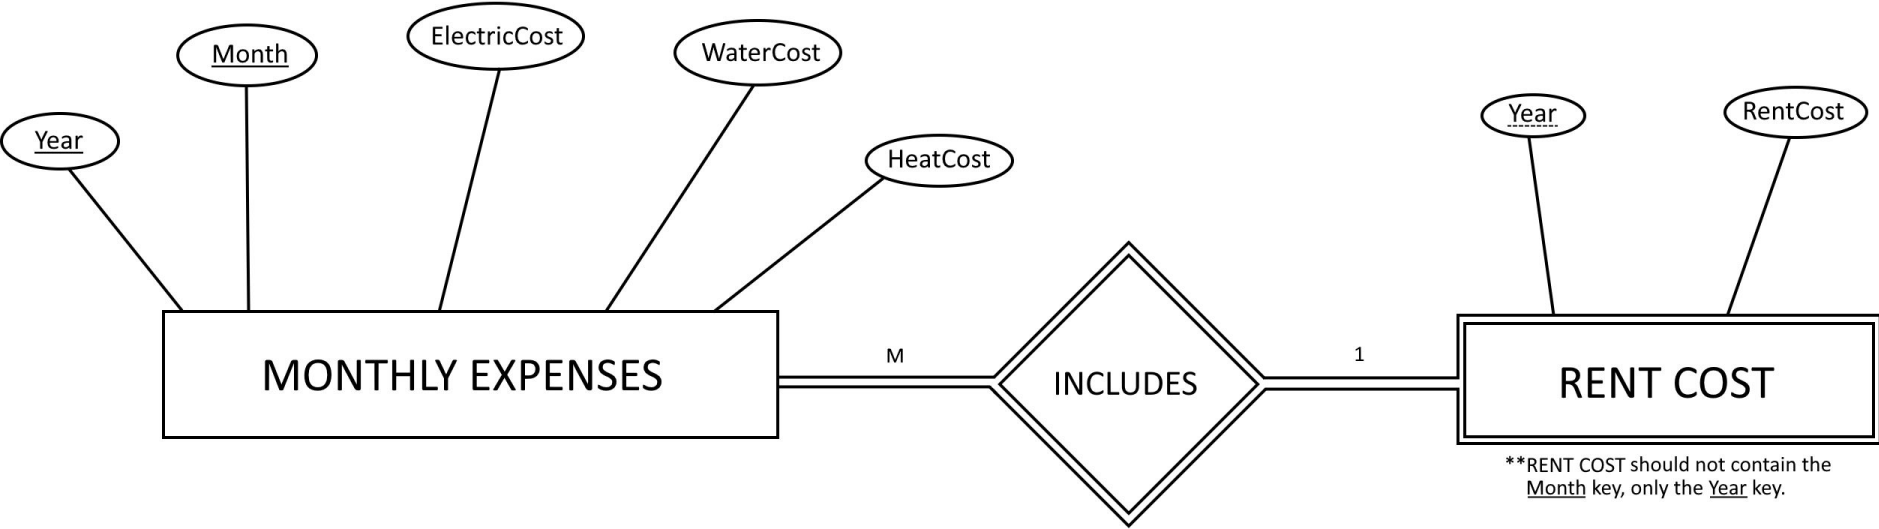 Year
Month
ElectricCost
WaterCost
HeatCost
Year
RentCost
MONTHLY EXPENSES
M
INCLUDES
1
RENT COST
**RENT COST should not contain the
Month key, only the Year key.